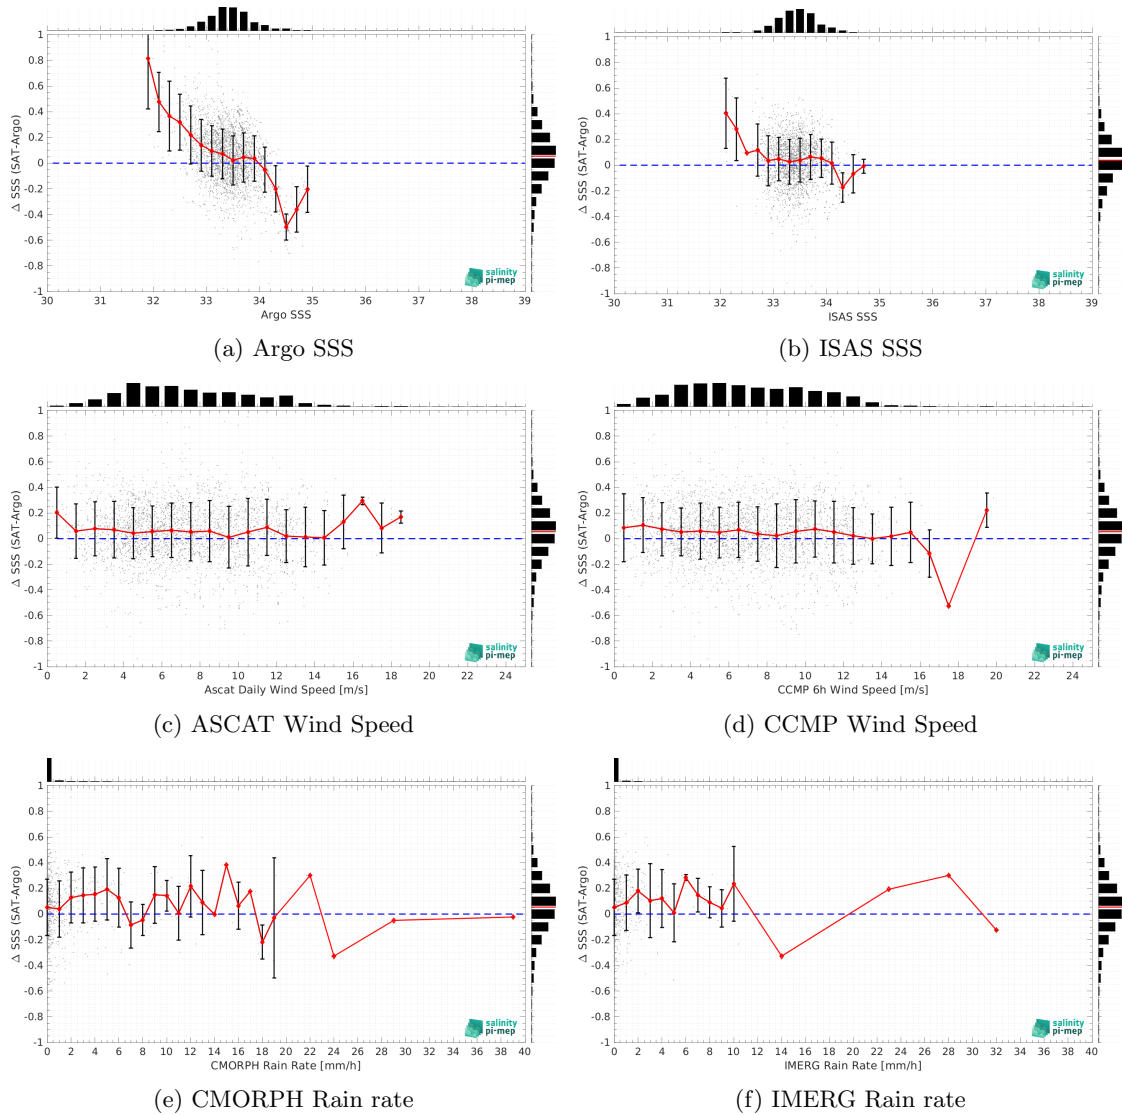 1
0.8
0.6
0.4
0.2
0
-0.2
-0.4
-0.6
-0.8
-1
Δ SSS (SAT-Argo)
30 31 32 33 34 35 36 37 38 39
Argo SSS
salinity
pi-mep
(a) Argo SSS
1
0.8
0.6
0.4
0.2
0
-0.2
-0.4
-0.6
-0.8
-1
Δ SSS (SAT-Argo)
30 31 32 33 34 35 36 37 38 39
ISAS SSS
salinity
pi-mep
(b) ISAS SSS
1
0.8
0.6
0.4
0.2
0
-0.2
-0.4
-0.6
-0.8
-1
Δ SSS (SAT-Argo)
0 2 4 6 8 10 12 14 16 18 20 22 24
Ascat Daily Wind Speed [m/s]
salinity
pi-mep
(c) ASCAT Wind Speed
1
0.8
0.6
0.4
0.2
0
-0.2
-0.4
-0.6
-0.8
-1
Δ SSS (SAT-Argo)
0 2 4 6 8 10 12 14 16 18 20 22 24
CCMP 6h Wind Speed [m/s]
salinity
pi-mep
(d) CCMP Wind Speed
1
0.8
0.6
0.4
0.2
0
-0.2
-0.4
-0.6
-0.8
-1
Δ SSS (SAT-Argo)
0 2 4 6 8 10 12 14 16 18 20 22 24 26 28 30 32 34 36 38 40
CMORPH Rain Rate [mm/h]
salinity
pi-mep
(e) CMORPH Rain rate
1
0.8
0.6
0.4
0.2
0
-0.2
-0.4
-0.6
-0.8
-1
Δ SSS (SAT-Argo)
0 2 4 6 8 10 12 14 16 18 20 22 24 26 28 30 32 34 36 38 40
IMERG Rain Rate [mm/h]
salinity
pi-mep
(f) IMERG Rain rate